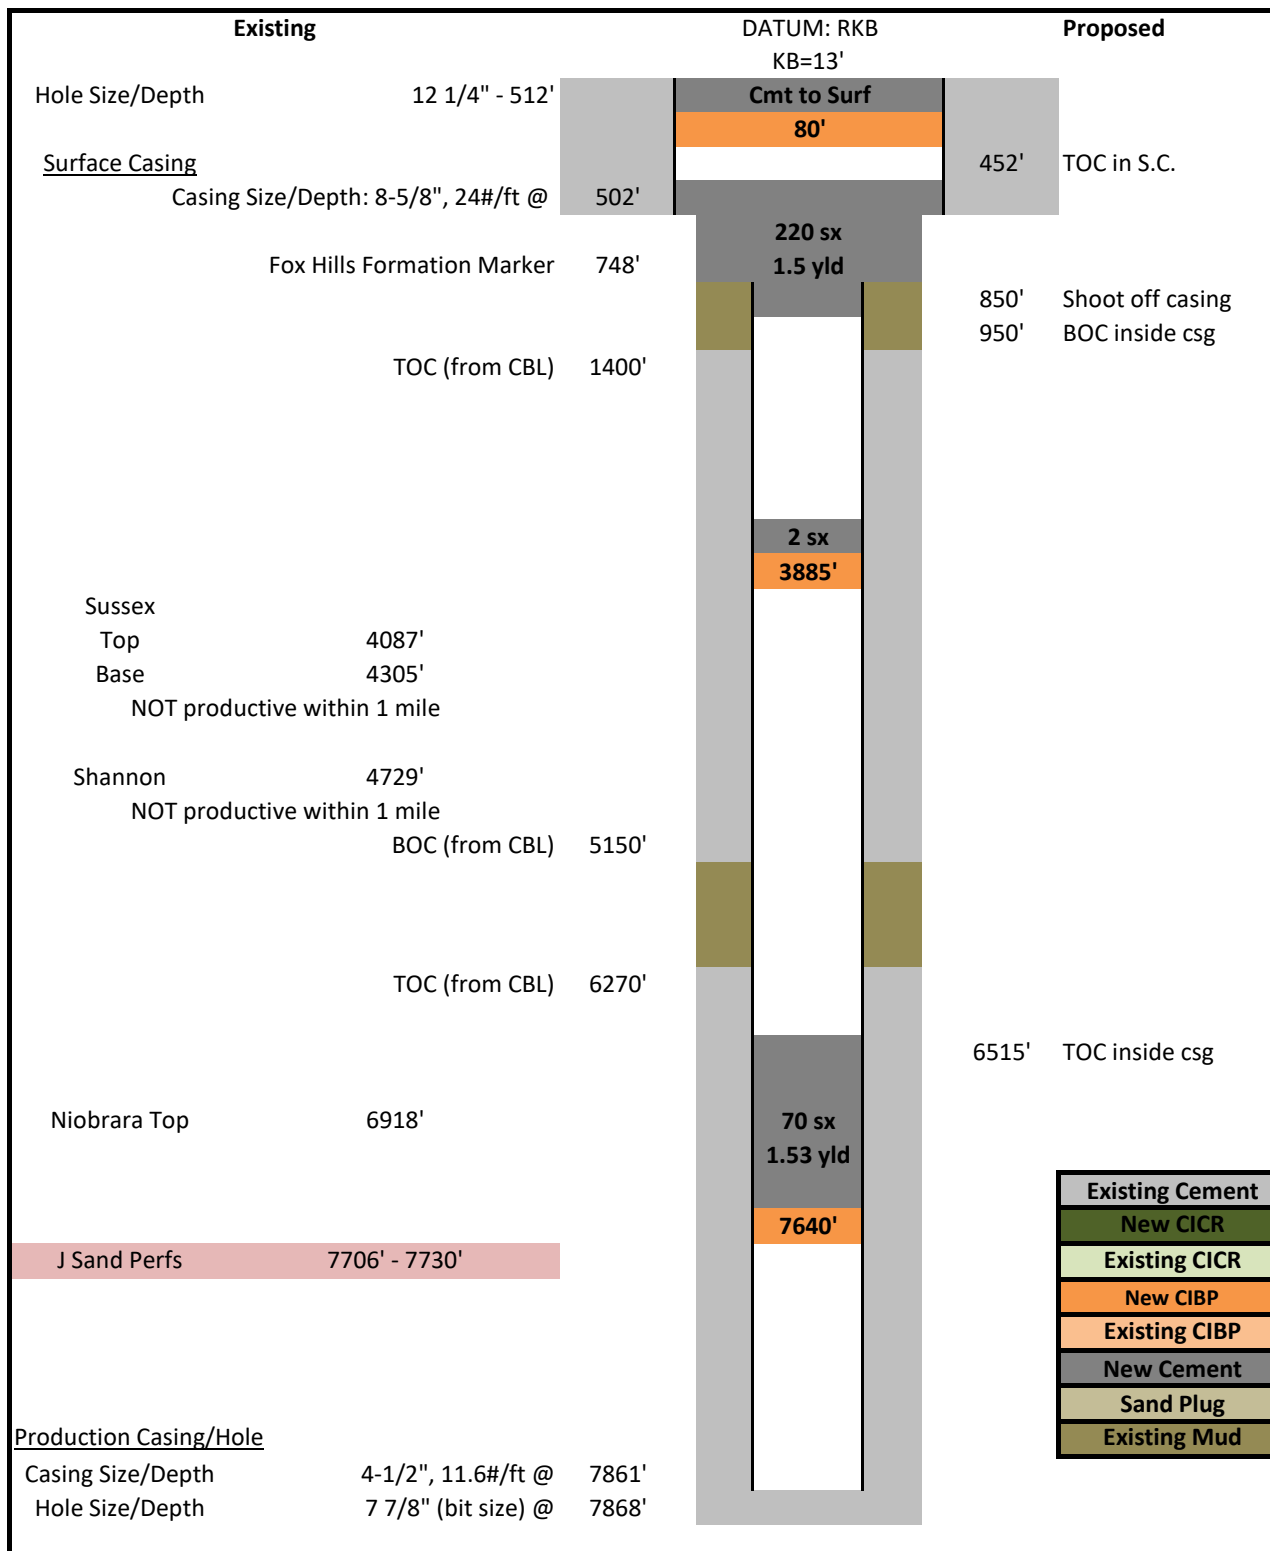 Existing DATUM: RKB Proposed
KB=13'
Hole Size/Depth 12 1/4" - 512' Cmt to Surf
80'
Surface Casing 452' TOC in S.C.
Casing Size/Depth: 8-5/8", 24#/ft @ 502'
220 sx
Fox Hills Formation Marker 748' 1.5 yld
850' Shoot off casing
950' BOC inside csg
TOC (from CBL) 1400'
2 sx
3885'
Sussex
Top 4087'
Base 4305'
NOT productive within 1 mile
Shannon 4729'
NOT productive within 1 mile
BOC (from CBL) 5150'
TOC (from CBL) 6270'
6515' TOC inside csg
Niobrara Top 6918' 70 sx
1.53 yld
Existing Cement
New CICR
7640'
J Sand Perfs 7706' - 7730'
Existing CICR
New CIBP
Existing CIBP
New Cement
Sand Plug
Existing Mud
Production Casing/Hole
Casing Size/Depth 4-1/2", 11.6#/ft @ 7861'
Hole Size/Depth 7 7/8" (bit size) @ 7868'